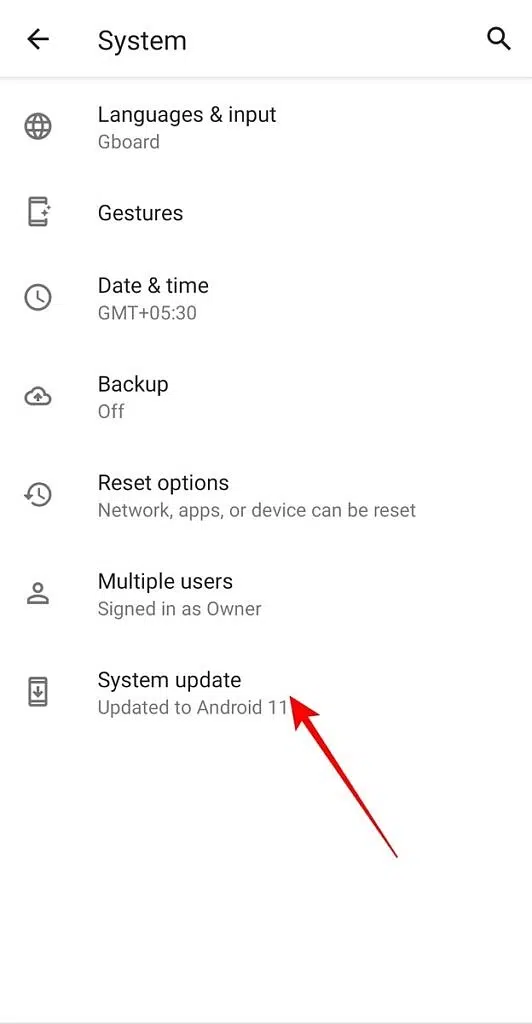 System
Languages & input
Gboard
Gestures
Date & time
GMT+05:30
Backup
Off
Reset options
Network, apps, or device can be reset
Multiple users
Signed in as Owner
System update
Updated to Android 11